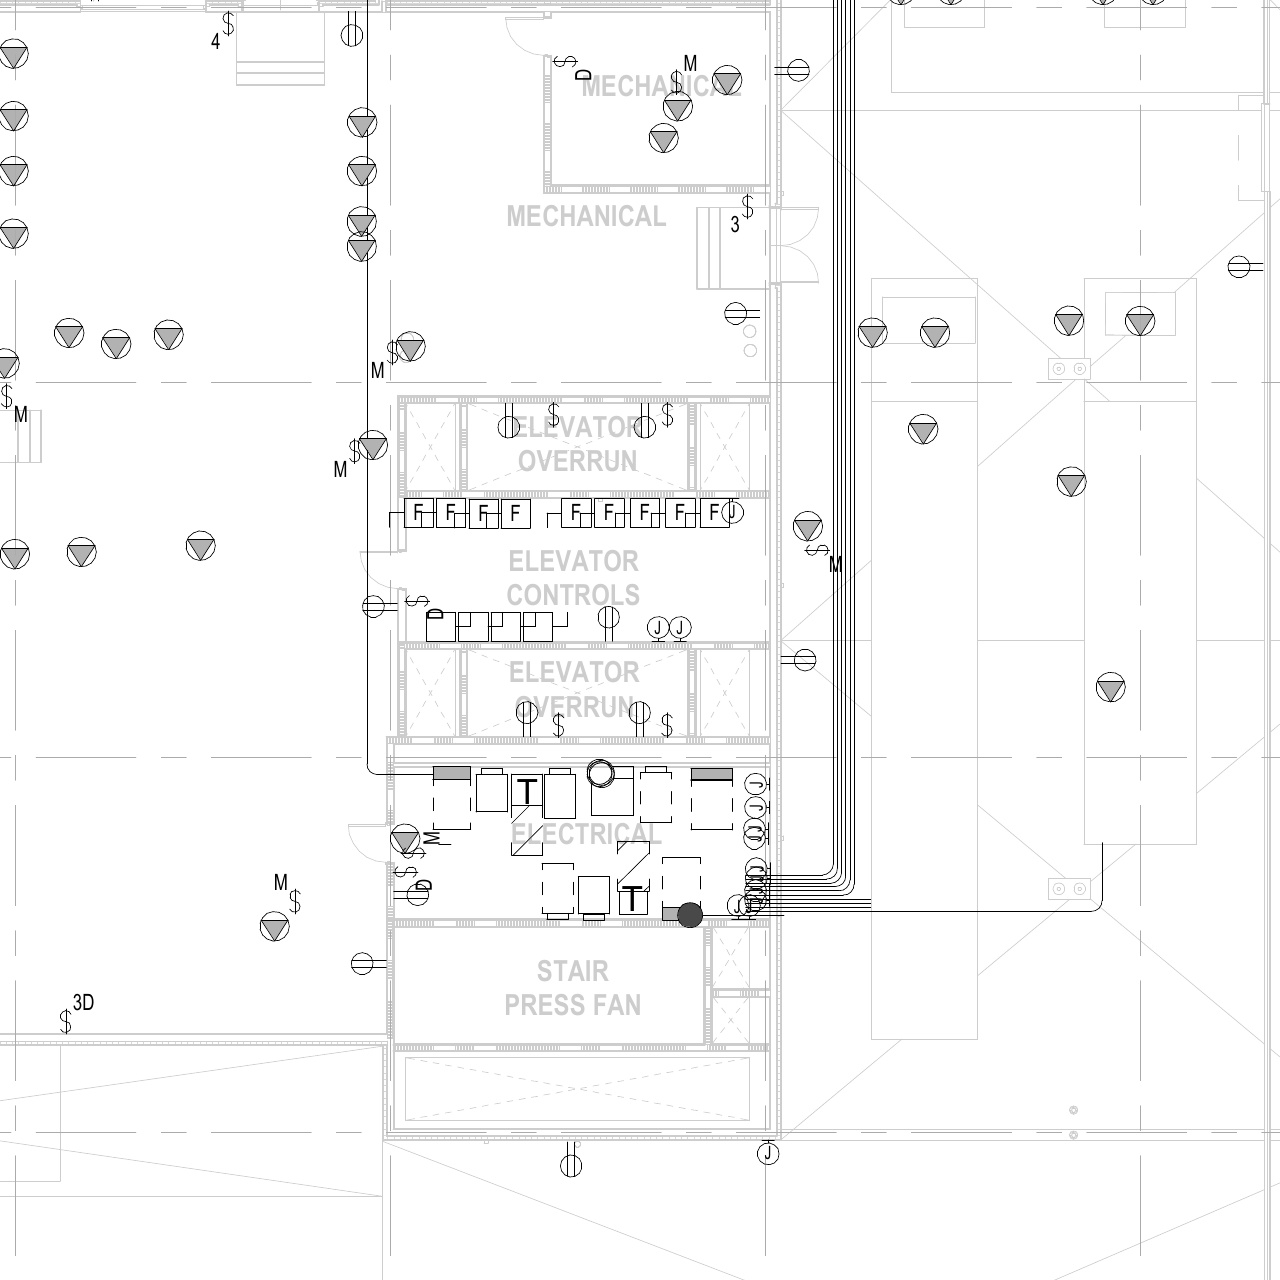 4
D
M
MECHANICAL
MECHANICAL
3
M
M
M
ELEVATOR
OVERRUN
F F F F F F F F F J
ELEVATOR
CONTROLS
M
D
J J
ELEVATOR
OVERRUN
T
J
J
J
J
ELECTRICAL
M
D
M
T
J
J
STAIR
PRESS FAN
3D
J